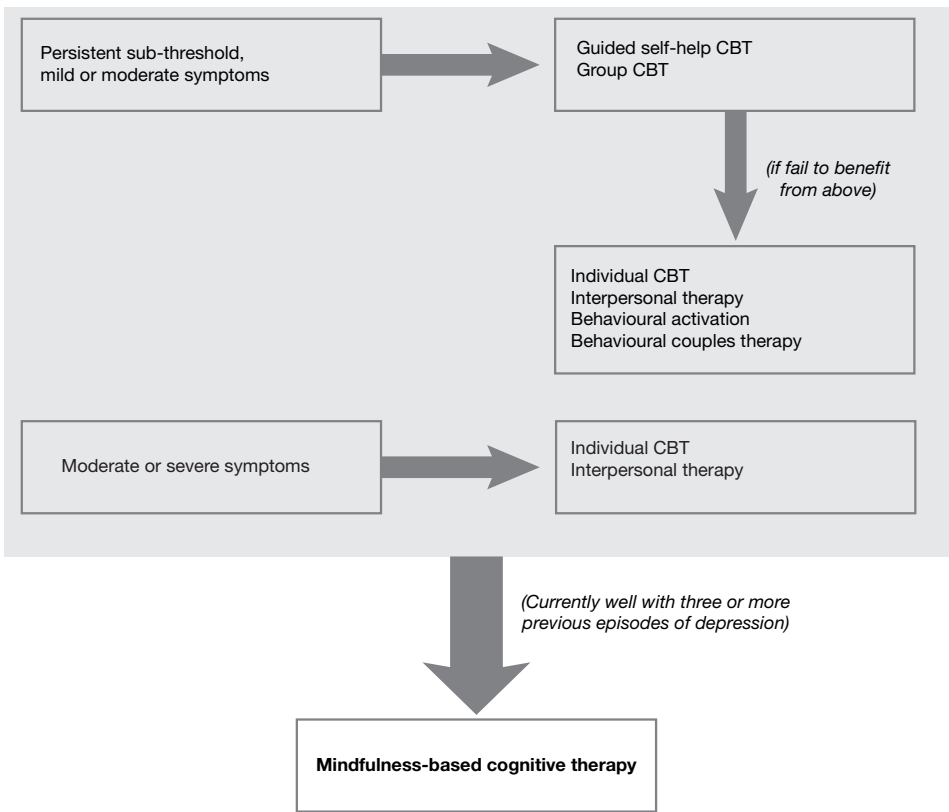 Persistent sub-threshold,
mild or moderate symptoms
Guided self-help CBT
Group CBT
(if fail to benefit
from above)
Individual CBT
Interpersonal therapy
Behavioural activation
Behavioural couples therapy
Moderate or severe symptoms
Individual CBT
Interpersonal therapy
(Currently well with three or more
previous episodes of depression)
Mindfulness-based cognitive therapy